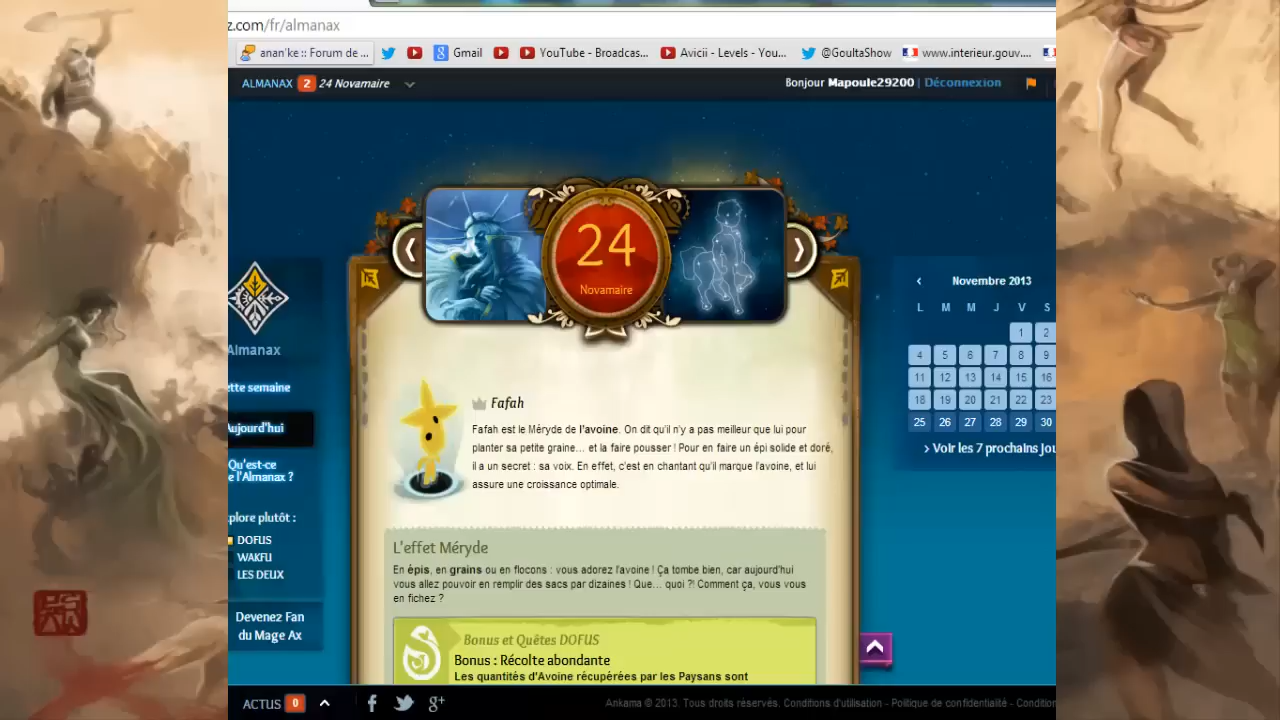 z.com/fr/almanax
anan'ke :: Forum de ... Gmail YouTube - Broadcas... Avicii - Levels - You... @GoultaShow www.interieur.gouv....
ALMANAX 2 24 Novamaire
Bonjour Mapoule29200 | Déconnexion
24
Novamaire
Almanax
ette semaine
Aujourd'hui
Qu'est-ce
e l'Almanax ?
xplore plutôt :
DOFUS
WAKFU
LES DEUX
Devenez Fan
du Mage Ax
Fafah
Fafah est le Méryde de l'avoine. On dit qu'il n'y a pas meilleur que lui pour
planter sa petite graine... et la faire pousser ! Pour en faire un épi solide et doré,
il a un secret : sa voix. En effet, c'est en chantant qu'il marque l'avoine, et lui
assure une croissance optimale.
L'effet Méryde
En épis, en grains ou en flocons : vous adorez l'avoine ! Ça tombe bien, car aujourd'hui
vous allez pouvoir en remplir des sacs par dizaines ! Que... quoi ?! Comment ça, vous vous
en fichez ?
Bonus et Quêtes DOFUS
Bonus : Récolte abondante
Les quantités d'Avoine récupérées par les Paysans sont
Novembre 2013
L M M J V S
1 2
4 5 6 7 8 9
11 12 13 14 15 16
18 19 20 21 22 23
25 26 27 28 29 30
› Voir les 7 prochains jou
ACTUS 0
Ankama © 2013. Tous droits réservés. Conditions d'utilisation - Politique de confidentialité - Condition